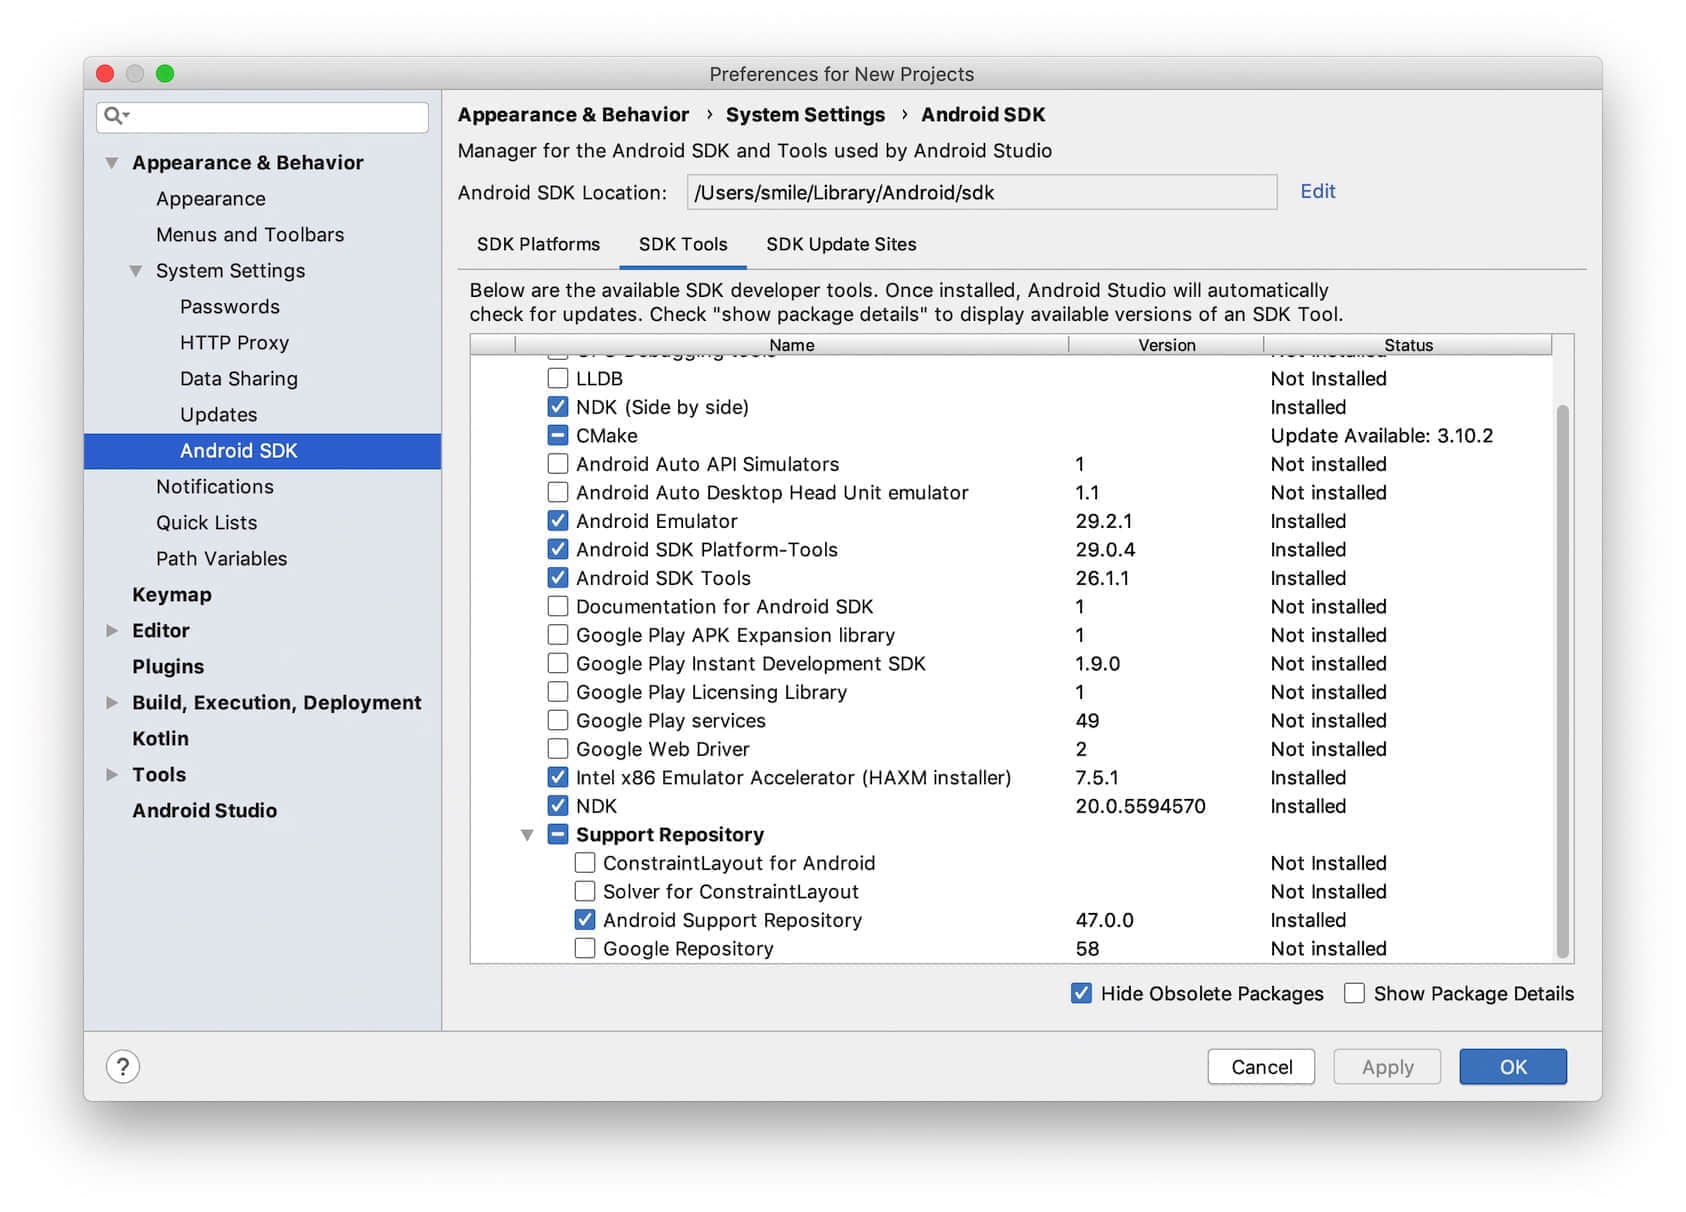 Preferences for New Projects
Appearance & Behavior
Appearance
Menus and Toolbars
System Settings
Passwords
HTTP Proxy
Data Sharing
Updates
Android SDK
Notifications
Quick Lists
Path Variables
Keymap
Editor
Plugins
Build, Execution, Deployment
Kotlin
Tools
Android Studio
Appearance & Behavior › System Settings › Android SDK
Manager for the Android SDK and Tools used by Android Studio
Android SDK Location: /Users/smile/Library/Android/sdk Edit
SDK Platforms SDK Tools SDK Update Sites
Below are the available SDK developer tools. Once installed, Android Studio will automatically
check for updates. Check "show package details" to display available versions of an SDK Tool.
Name Version Status
LLDB Not Installed
NDK (Side by side) Installed
CMake Update Available: 3.10.2
Android Auto API Simulators 1 Not installed
Android Auto Desktop Head Unit emulator 1.1 Not installed
Android Emulator 29.2.1 Installed
Android SDK Platform-Tools 29.0.4 Installed
Android SDK Tools 26.1.1 Installed
Documentation for Android SDK 1 Not installed
Google Play APK Expansion library 1 Not installed
Google Play Instant Development SDK 1.9.0 Not installed
Google Play Licensing Library 1 Not installed
Google Play services 49 Not installed
Google Web Driver 2 Not installed
Intel x86 Emulator Accelerator (HAXM installer) 7.5.1 Installed
NDK 20.0.5594570 Installed
Support Repository
ConstraintLayout for Android Not Installed
Solver for ConstraintLayout Not Installed
Android Support Repository 47.0.0 Installed
Google Repository 58 Not installed
Hide Obsolete Packages Show Package Details
? Cancel Apply OK